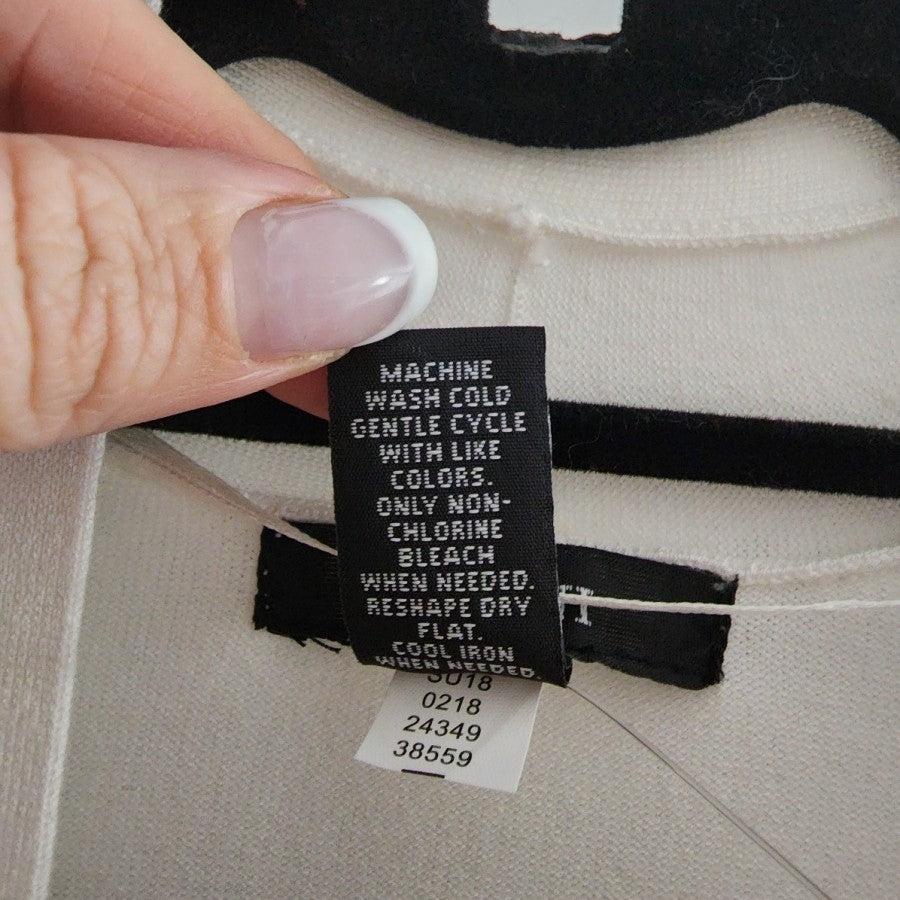 MACHINE
WASH COLD
GENTLE CYCLE
WITH LIKE
COLORS.
ONLY NON-
CHLORINE
BLEACH
WHEN NEEDED.
RESHAPE DRY
FLAT.
COOL IRON
WHEN NEEDED.
SU18
0218
24349
38559